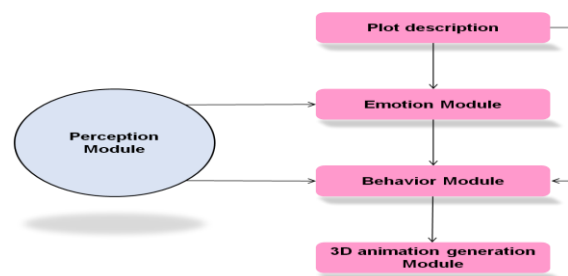 Plot description
Emotion Module
Perception
Module
Behavior Module
3D animation generation
Module